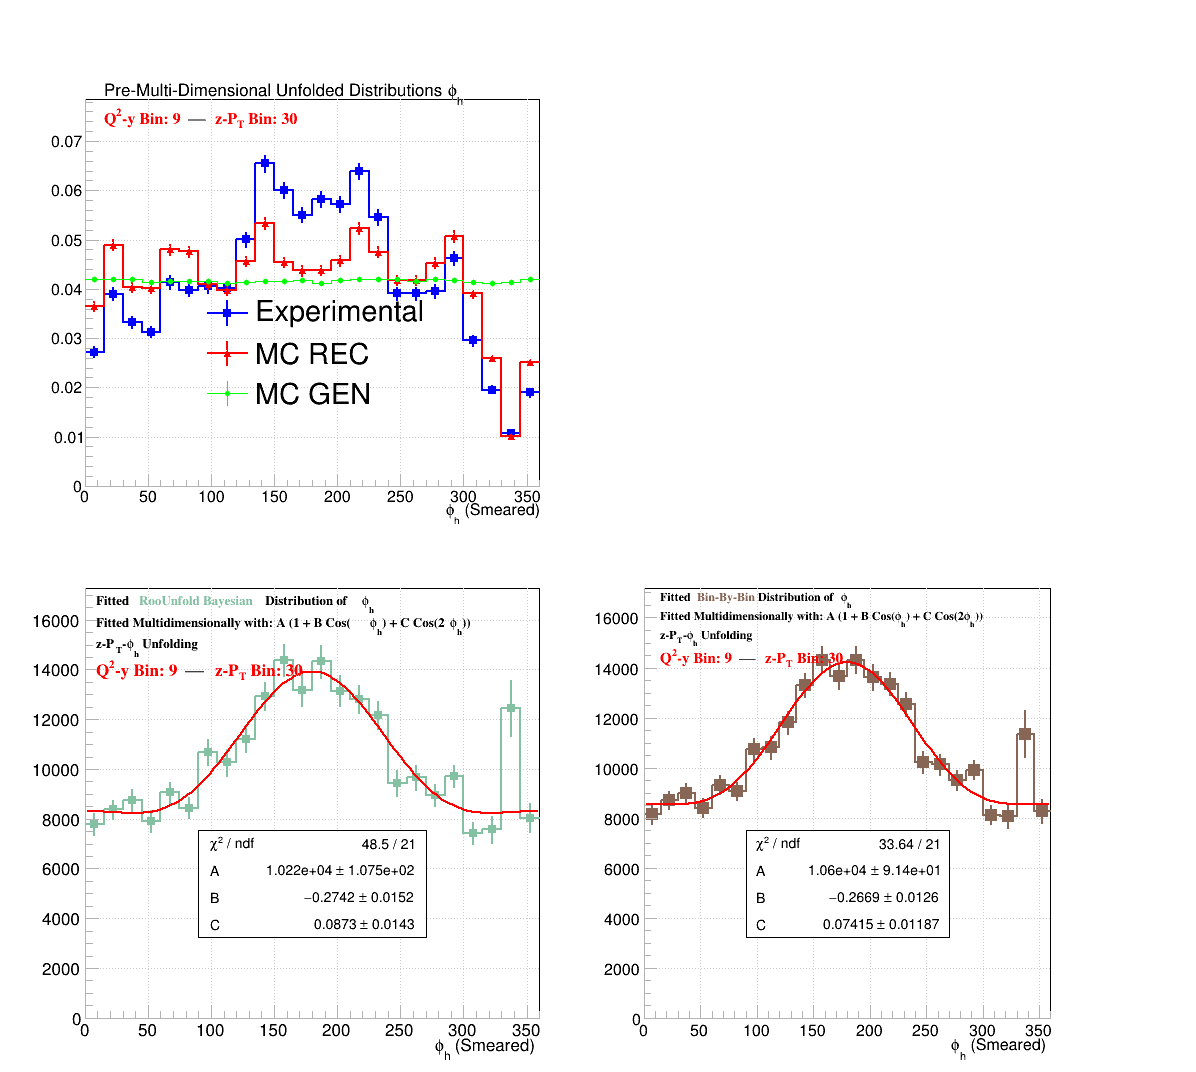 Pre-Multi-Dimensional Unfolded Distributions ϕh
Q²-y Bin: 9 — z-PT Bin: 30
0.07
0.06
0.05
0.04
0.03
0.02
0.01
0
Experimental
MC REC
MC GEN
0 50 100 150 200 250 300 350
ϕh (Smeared)
Fitted RooUnfold Bayesian Distribution of ϕh
Fitted Multidimensionally with: A (1 + B Cos( ϕh) + C Cos(2 ϕh))
z-PT-ϕh Unfolding
Q²-y Bin: 9 — z-PT Bin: 30
16000
14000
12000
10000
8000
6000
4000
2000
0
χ² / ndf 48.5 / 21
A 1.022e+04 ± 1.075e+02
B −0.2742 ± 0.0152
C 0.0873 ± 0.0143
0 50 100 150 200 250 300 350
ϕh (Smeared)
Fitted Bin-By-Bin Distribution of ϕh
Fitted Multidimensionally with: A (1 + B Cos(ϕh) + C Cos(2ϕh))
z-PT-ϕh Unfolding
Q²-y Bin: 9 — z-PT Bin: 30
16000
14000
12000
10000
8000
6000
4000
2000
0
χ² / ndf 33.64 / 21
A 1.06e+04 ± 9.14e+01
B −0.2669 ± 0.0126
C 0.07415 ± 0.01187
0 50 100 150 200 250 300 350
ϕh (Smeared)